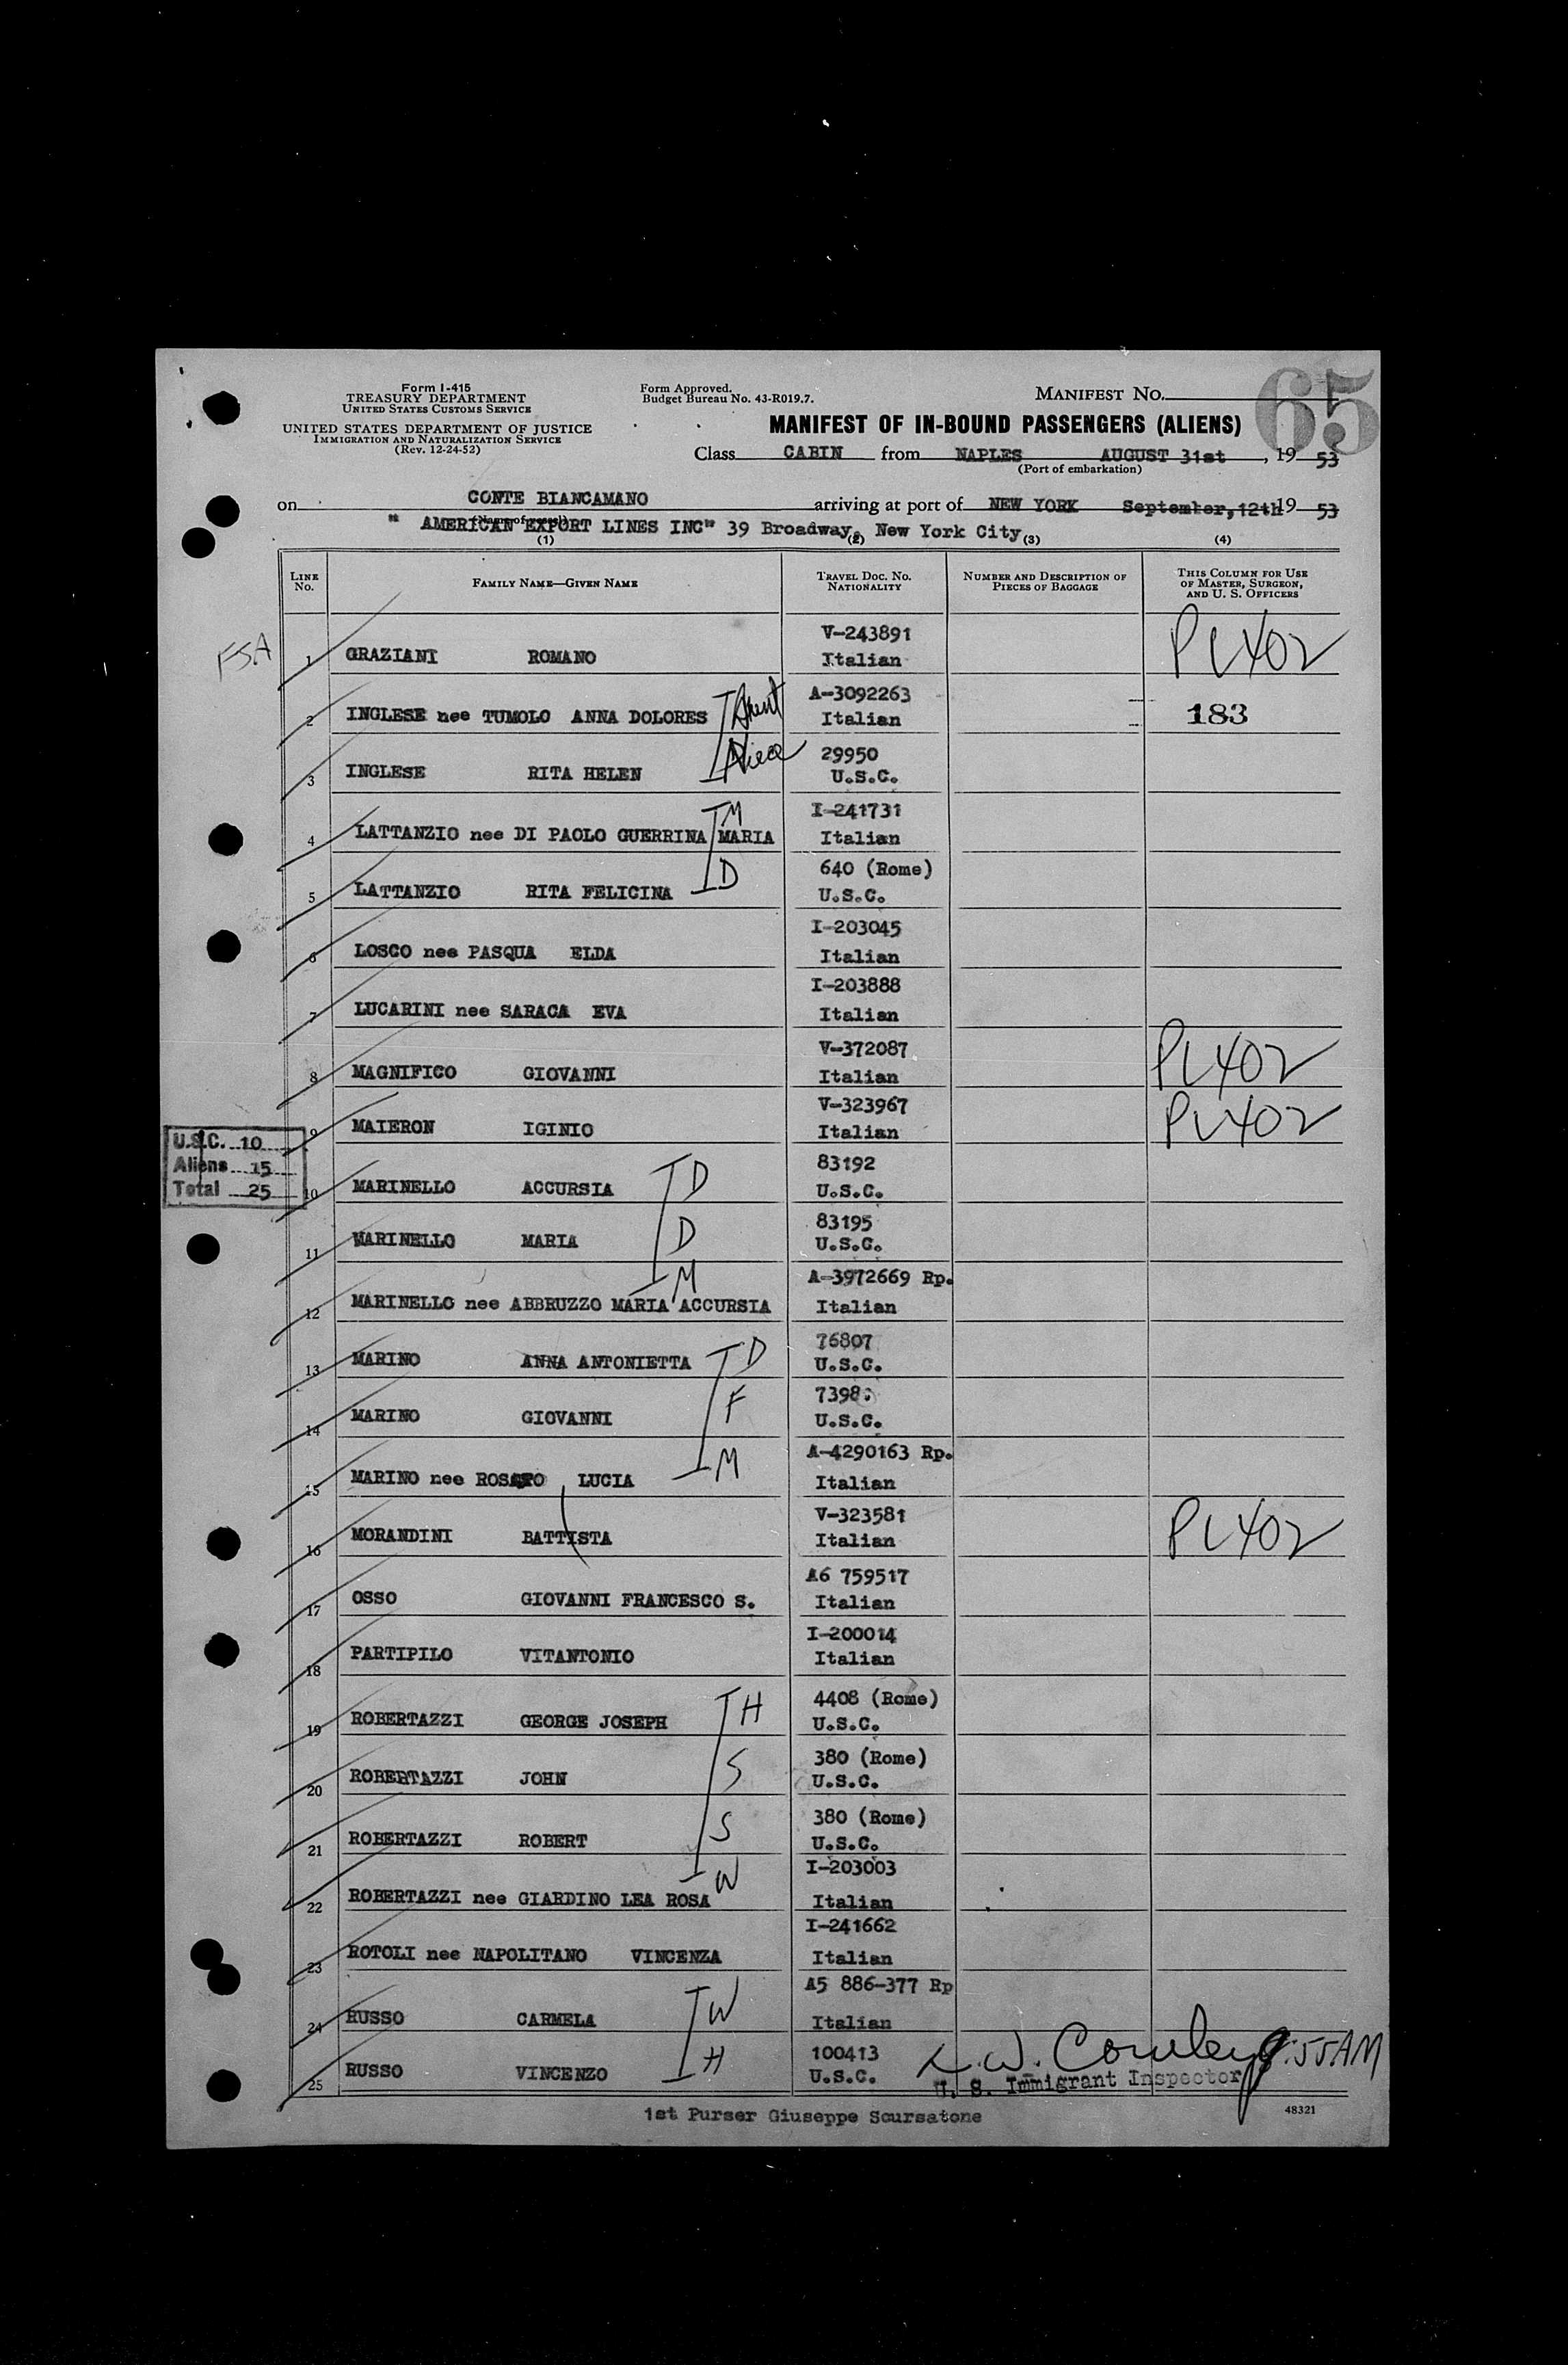 65
Form I-415
TREASURY DEPARTMENT
UNITED STATES CUSTOMS SERVICE
UNITED STATES DEPARTMENT OF JUSTICE
IMMIGRATION AND NATURALIZATION SERVICE
(Rev. 12-24-52)
Form Approved.
Budget Bureau No. 43-R019.7.
MANIFEST NO.
MANIFEST OF IN-BOUND PASSENGERS (ALIENS)
Class CABIN from NAPLES AUGUST 31st, 19 53
(Port of embarkation)
on CONTE BIANCAMANO arriving at port of NEW YORK September, 12th 19 53
(Name of vessel)
" AMERICAN EXPORT LINES INC" 39 Broadway, New York City
(1) (2) (3) (4)
LINE NO. FAMILY NAME—GIVEN NAME TRAVEL DOC. NO. NATIONALITY NUMBER AND DESCRIPTION OF PIECES OF BAGGAGE THIS COLUMN FOR USE OF MASTER, SURGEON, AND U. S. OFFICERS
FSA 1 GRAZIANI ROMANO V-243891 Italian PL402
2 INGLESE nee TUMOLO ANNA DOLORES Aunt A-3092263 Italian 183
3 INGLESE RITA HELEN Niece 29950 U.S.C.
4 LATTANZIO nee DI PAOLO GUERRINA MARIA M I-241731 Italian
5 LATTANZIO RITA FELICINA D 640 (Rome) U.S.C.
6 LOSCO nee PASQUA ELDA I-203045 Italian
7 LUCARINI nee SARACA EVA I-203888 Italian
8 MAGNIFICO GIOVANNI V-372087 Italian PL402
9 MAIERON IGINIO V-323967 Italian PL402
U.S.C. 10
Aliens 15
Total 25
10 MARINELLO ACCURSIA D 83192 U.S.C.
11 MARINELLO MARIA D 83195 U.S.C.
12 MARINELLO nee ABBRUZZO MARIA ACCURSIA M A-3972669 Rp. Italian
13 MARINO ANNA ANTONIETTA D 76807 U.S.C.
14 MARINO GIOVANNI F U.S.C.
15 MARINO nee LUCIA M A-4290163 Rp. Italian
16 MORANDINI BATTISTA V-323581 Italian PL402
17 OSSO GIOVANNI FRANCESCO S. A6 759517 Italian
18 PARTIPILO VITANTONIO I-200014 Italian
19 ROBERTAZZI GEORGE JOSEPH H 4408 (Rome) U.S.C.
20 ROBERTAZZI JOHN S 380 (Rome) U.S.C.
21 ROBERTAZZI ROBERT S 380 (Rome) U.S.C.
22 ROBERTAZZI nee GIARDINO LEA ROSA W I-203003 Italian
23 ROTOLI nee NAPOLITANO VINCENZA I-241662 Italian
24 RUSSO CARMELA W A5 886-377 Rp Italian
25 RUSSO VINCENZO H 100413 U.S.C.
U. S. Immigrant Inspector
1st Purser Giuseppe Scursatone
48321